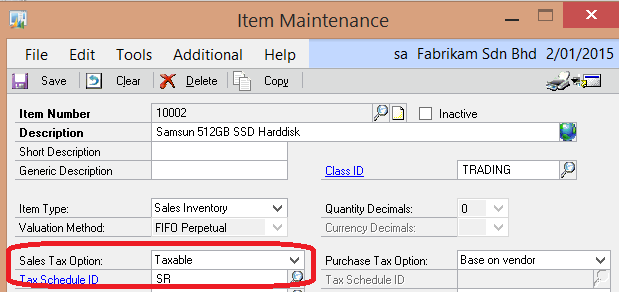 Item Maintenance
File Edit Tools Additional Help sa Fabrikam Sdn Bhd 2/01/2015
Save Clear Delete Copy
Item Number 10002 Inactive
Description Samsun 512GB SSD Harddisk
Short Description
Generic Description Class ID TRADING
Item Type: Sales Inventory Quantity Decimals: 0
Valuation Method: FIFO Perpetual Currency Decimals:
Sales Tax Option: Taxable Purchase Tax Option: Base on vendor
Tax Schedule ID SR Tax Schedule ID